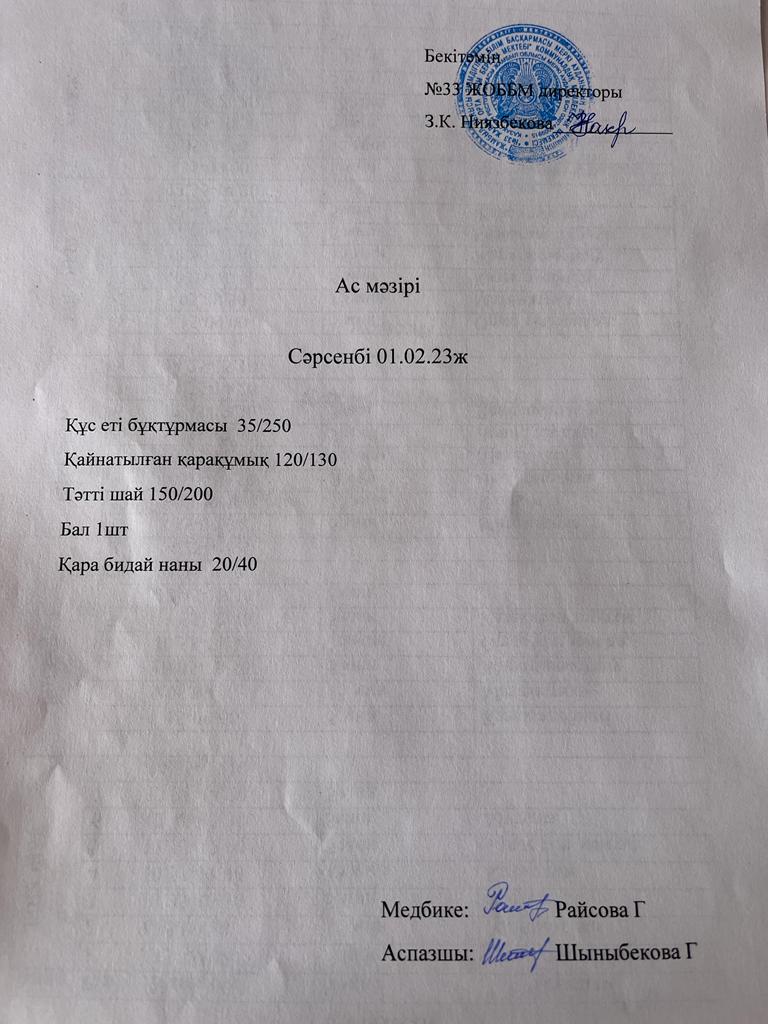 Бекітемін
№33 ЖОББМ директоры
З.К. Ниязбекова
Ас мәзірі
Сәрсенбі 01.02.23ж
Құс еті бұқтұрмасы 35/250
Қайнатылған қарақұмық 120/130
Тәтті шай 150/200
Бал 1шт
Қара бидай наны 20/40
Медбике: Райсова Г
Аспазшы: Шыныбекова Г